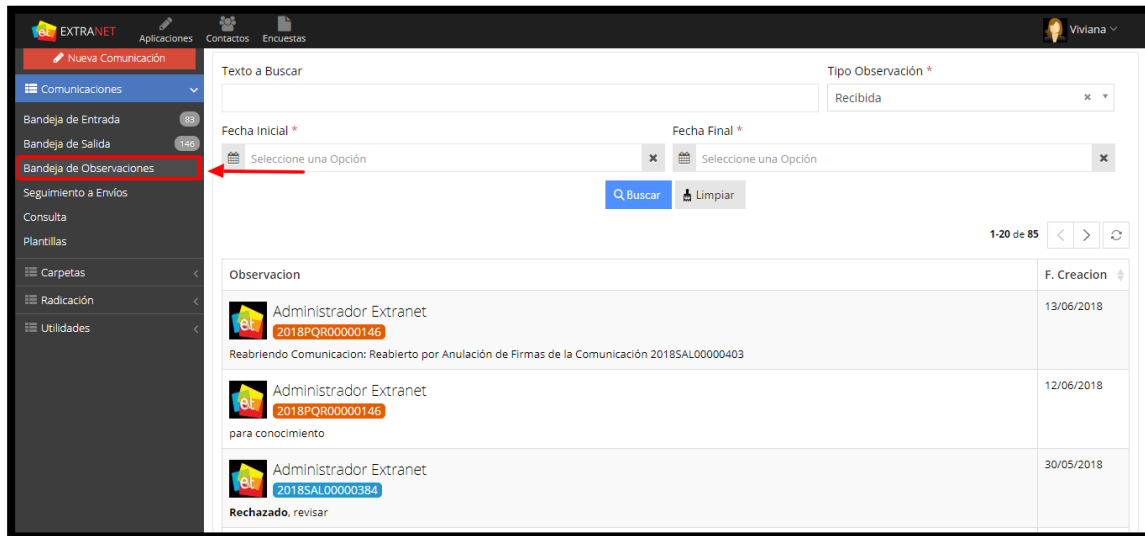 et EXTRANET
Aplicaciones
Contactos
Encuestas
Viviana
Nueva Comunicación
Comunicaciones
Bandeja de Entrada 83
Bandeja de Salida 146
Bandeja de Observaciones
Seguimiento a Envíos
Consulta
Plantillas
Carpetas
Radicación
Utilidades
Texto a Buscar
Tipo Observación *
Recibida
Fecha Inicial *
Fecha Final *
Seleccione una Opción
Seleccione una Opción
Buscar
Limpiar
1-20 de 85
Observacion
F. Creacion
et Administrador Extranet
13/06/2018
2018PQR00000146
Reabriendo Comunicacion: Reabierto por Anulación de Firmas de la Comunicación 2018SAL00000403
et Administrador Extranet
12/06/2018
2018PQR00000146
para conocimiento
et Administrador Extranet
30/05/2018
2018SAL00000384
Rechazado, revisar